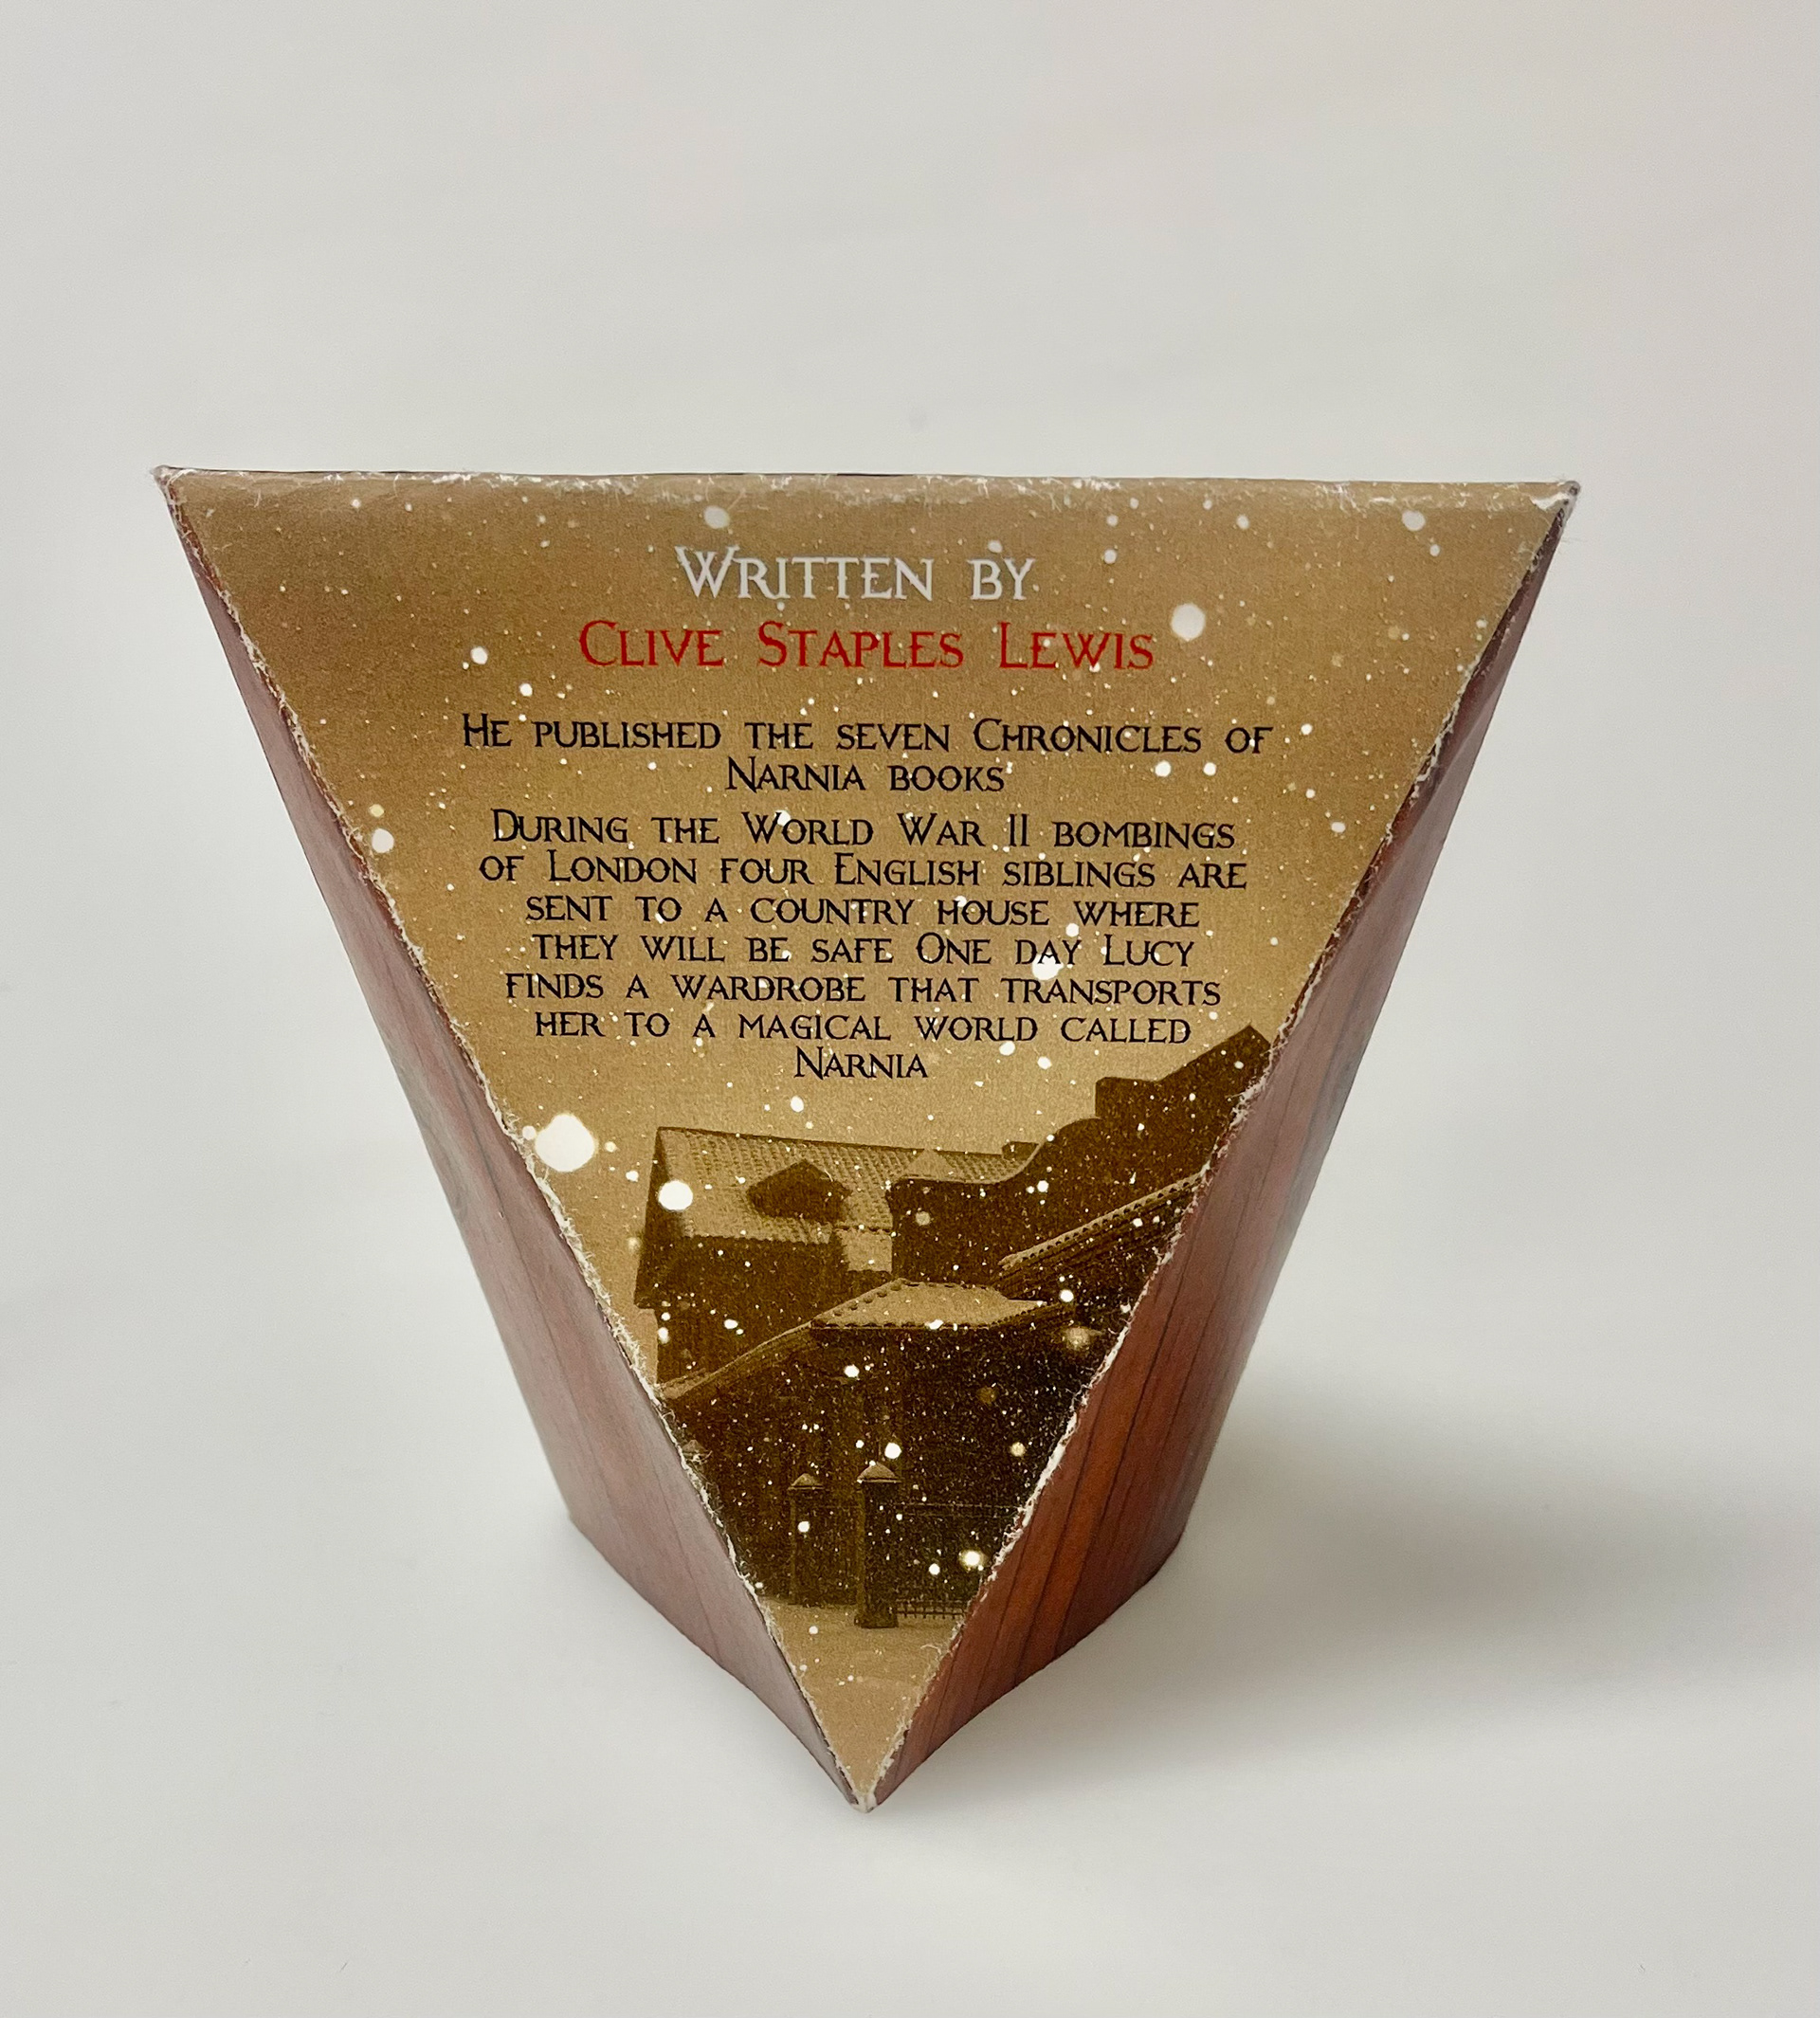 Written by
Clive Staples Lewis
He published the seven Chronicles of
Narnia books
During the World War II bombings
of London four English siblings are
sent to a country house where
they will be safe One day Lucy
finds a wardrobe that transports
her to a magical world called
Narnia